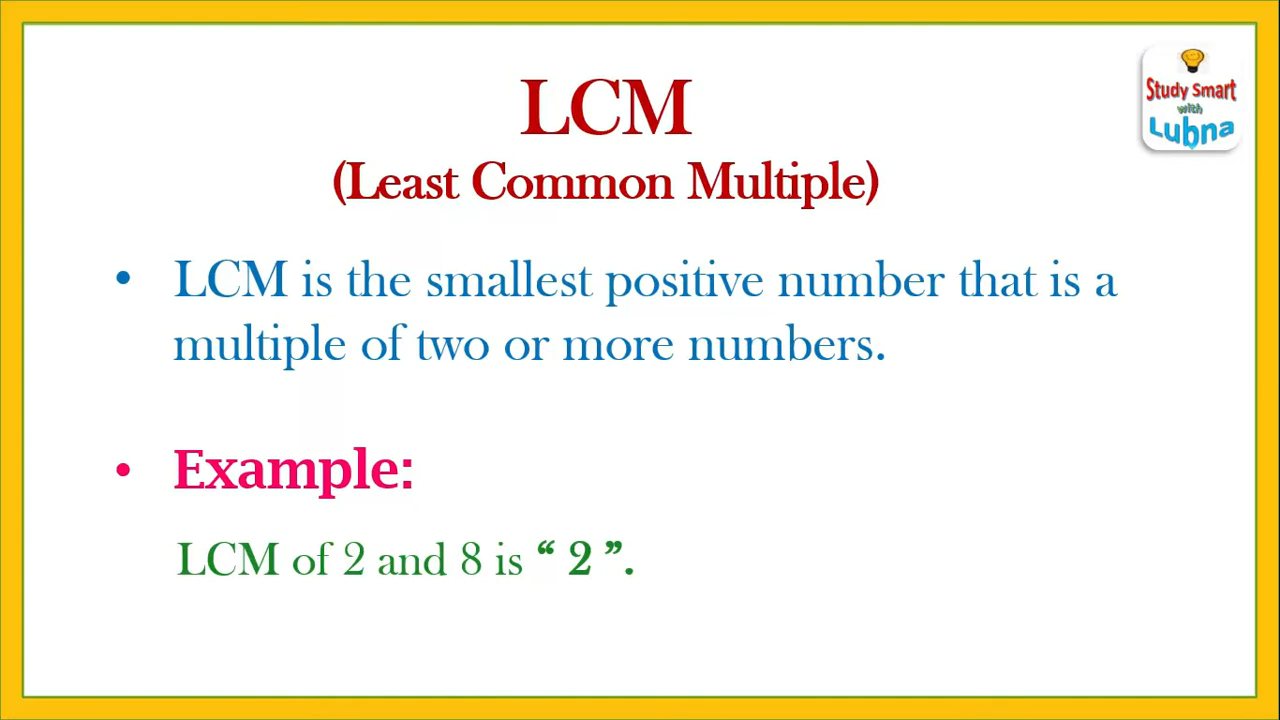 LCM
(Least Common Multiple)
Study Smart
with
Lubna
• LCM is the smallest positive number that is a
multiple of two or more numbers.
• Example:
LCM of 2 and 8 is “ 2 ”.